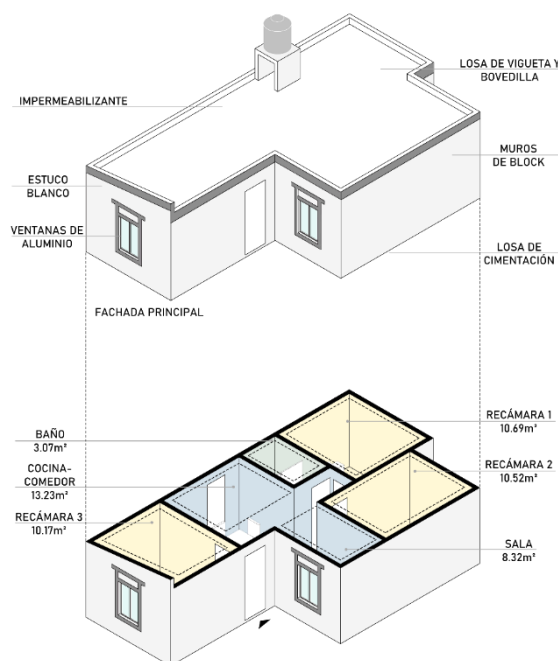 LOSA DE VIGUETA Y
BOVEDILLA
IMPERMEABILIZANTE
MUROS
DE BLOCK
ESTUCO
BLANCO
VENTANAS DE
ALUMINIO
LOSA DE
CIMENTACIÓN
FACHADA PRINCIPAL
RECÁMARA 1
10.69m²
BAÑO
3.07m²
COCINA-
COMEDOR
13.23m²
RECÁMARA 2
10.52m²
RECÁMARA 3
10.17m²
SALA
8.32m²